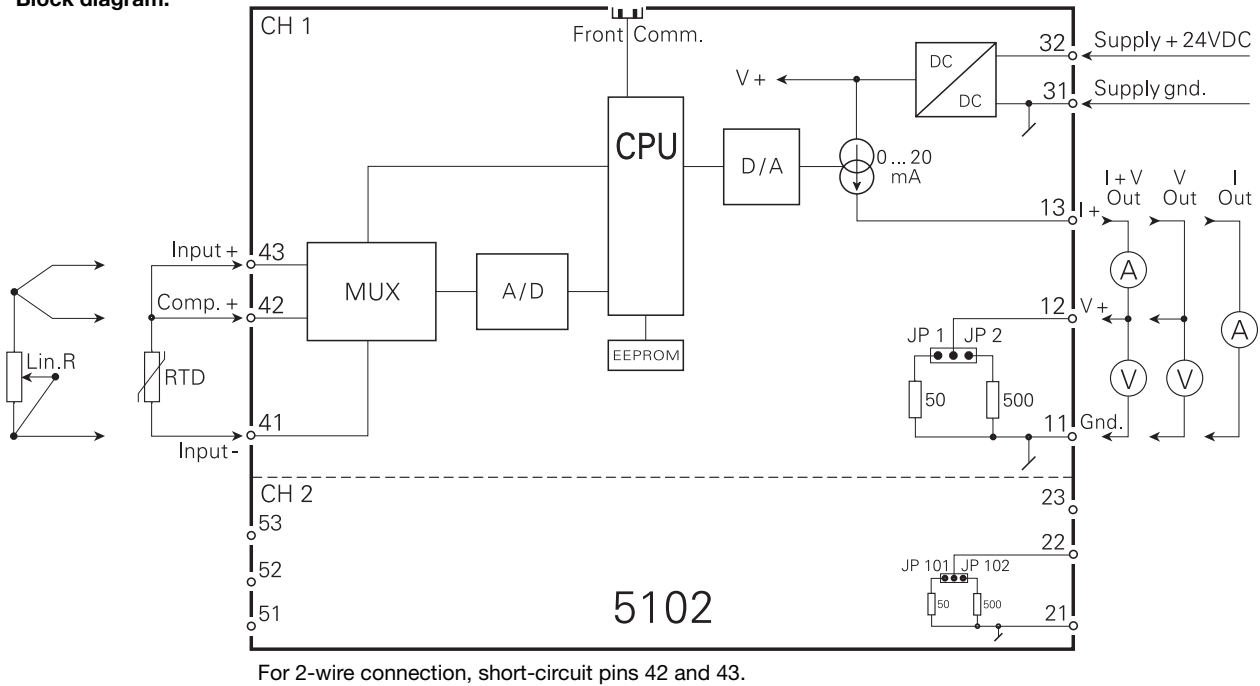 Block diagram:
CH 1
Front Comm.
32 Supply + 24VDC
DC
DC
V +
31 Supply gnd.
CPU
D/A
0 ... 20
mA
I + V
Out
V
Out
I
Out
13 I +
Input + 43
MUX
A/D
A
Comp. + 42
12 V +
A
EEPROM
JP 1 JP 2
Lin.R
RTD
50
500
V
V
41
Input -
11 Gnd.
CH 2
23
53
22
52
JP 101 JP 102
51
50
500
5102
21
For 2-wire connection, short-circuit pins 42 and 43.